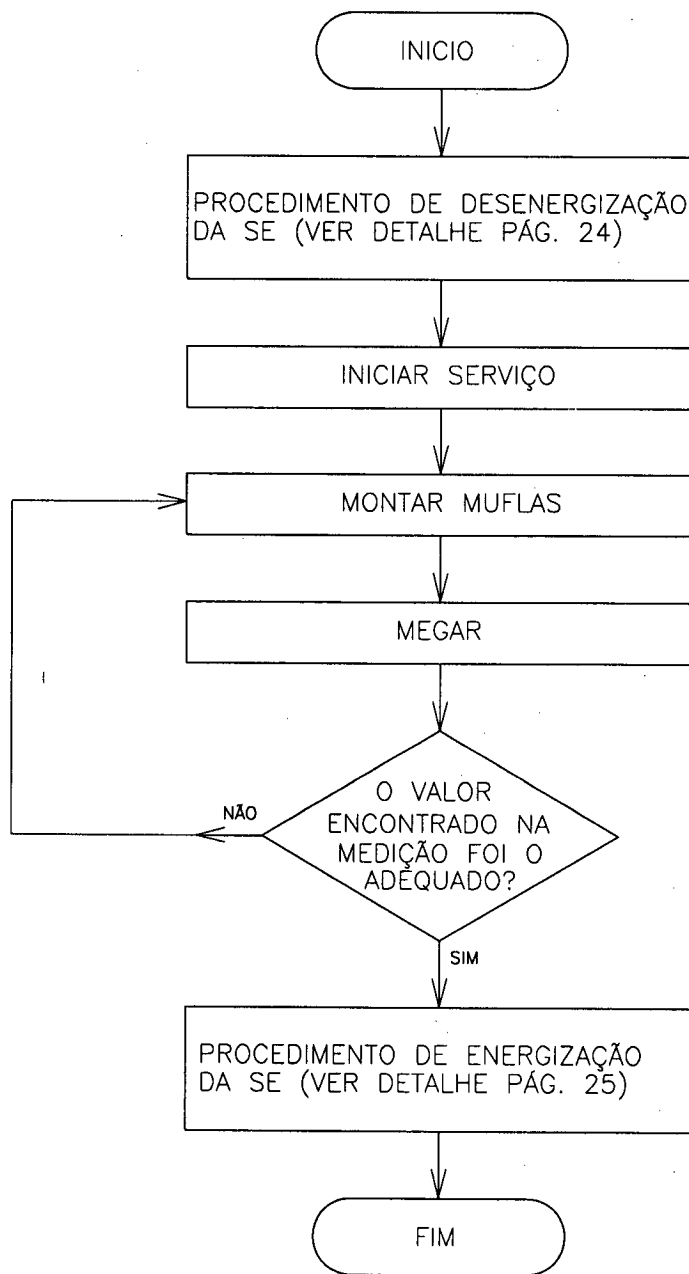 INICIO
PROCEDIMENTO DE DESENERGIZAÇÃO
DA SE (VER DETALHE PÁG. 24)
INICIAR SERVIÇO
MONTAR MUFLAS
MEGAR
O VALOR
ENCONTRADO NA
MEDIÇÃO FOI O
ADEQUADO?
NÃO
SIM
PROCEDIMENTO DE ENERGIZAÇÃO
DA SE (VER DETALHE PÁG. 25)
FIM